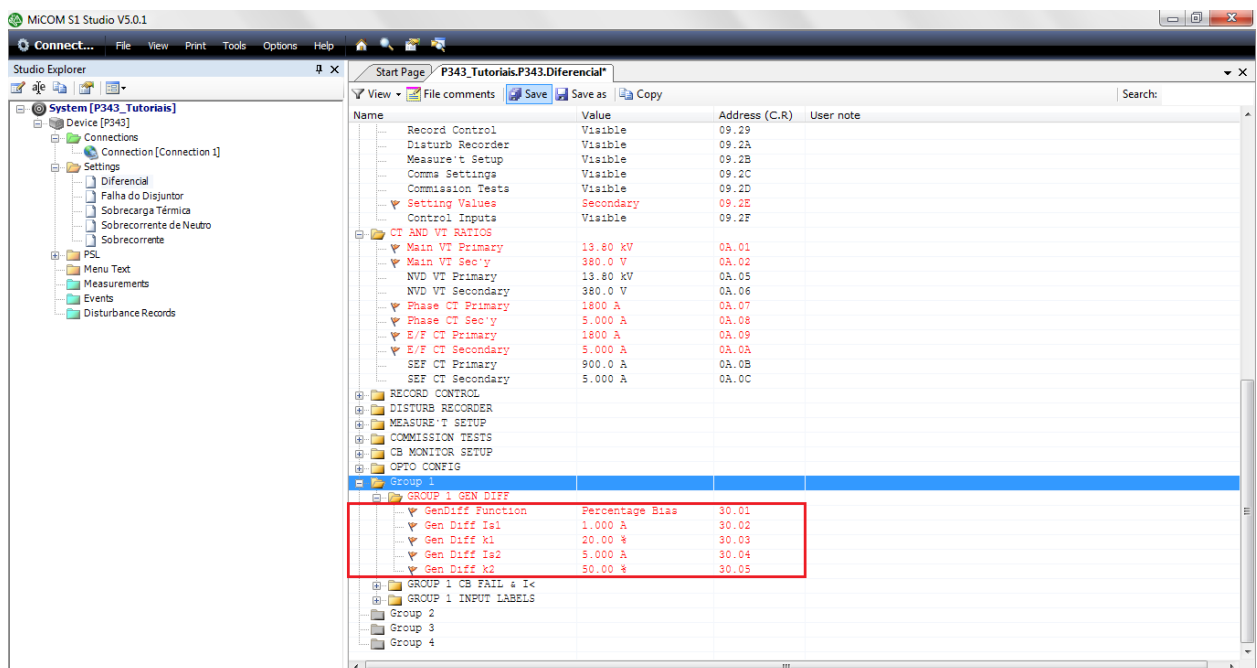 MiCOM S1 Studio V5.0.1
Connect... File View Print Tools Options Help
Studio Explorer
Start Page P343_Tutoriais.P343.Diferencial*
View File comments Save Save as Copy Search:
System [P343_Tutoriais]
Device [P343]
Connections
Connection [Connection 1]
Settings
Diferencial
Falha do Disjuntor
Sobrecarga Térmica
Sobrecorrente de Neutro
Sobrecorrente
PSL
Menu Text
Measurements
Events
Disturbance Records
Name Value Address (C.R) User note
Record Control Visible 09.29
Disturb Recorder Visible 09.2A
Measure't Setup Visible 09.2B
Comms Settings Visible 09.2C
Commission Tests Visible 09.2D
Setting Values Secondary 09.2E
Control Inputs Visible 09.2F
CT AND VT RATIOS
Main VT Primary 13.80 kV 0A.01
Main VT Sec'y 380.0 V 0A.02
NVD VT Primary 13.80 kV 0A.05
NVD VT Secondary 380.0 V 0A.06
Phase CT Primary 1800 A 0A.07
Phase CT Sec'y 5.000 A 0A.08
E/F CT Primary 1800 A 0A.09
E/F CT Secondary 5.000 A 0A.0A
SEF CT Primary 900.0 A 0A.0B
SEF CT Secondary 5.000 A 0A.0C
RECORD CONTROL
DISTURB RECORDER
MEASURE'T SETUP
COMMISSION TESTS
CB MONITOR SETUP
OPTO CONFIG
Group 1
GROUP 1 GEN DIFF
GenDiff Function Percentage Bias 30.01
Gen Diff Is1 1.000 A 30.02
Gen Diff k1 20.00 % 30.03
Gen Diff Is2 5.000 A 30.04
Gen Diff k2 50.00 % 30.05
GROUP 1 CB FAIL & I<
GROUP 1 INPUT LABELS
Group 2
Group 3
Group 4